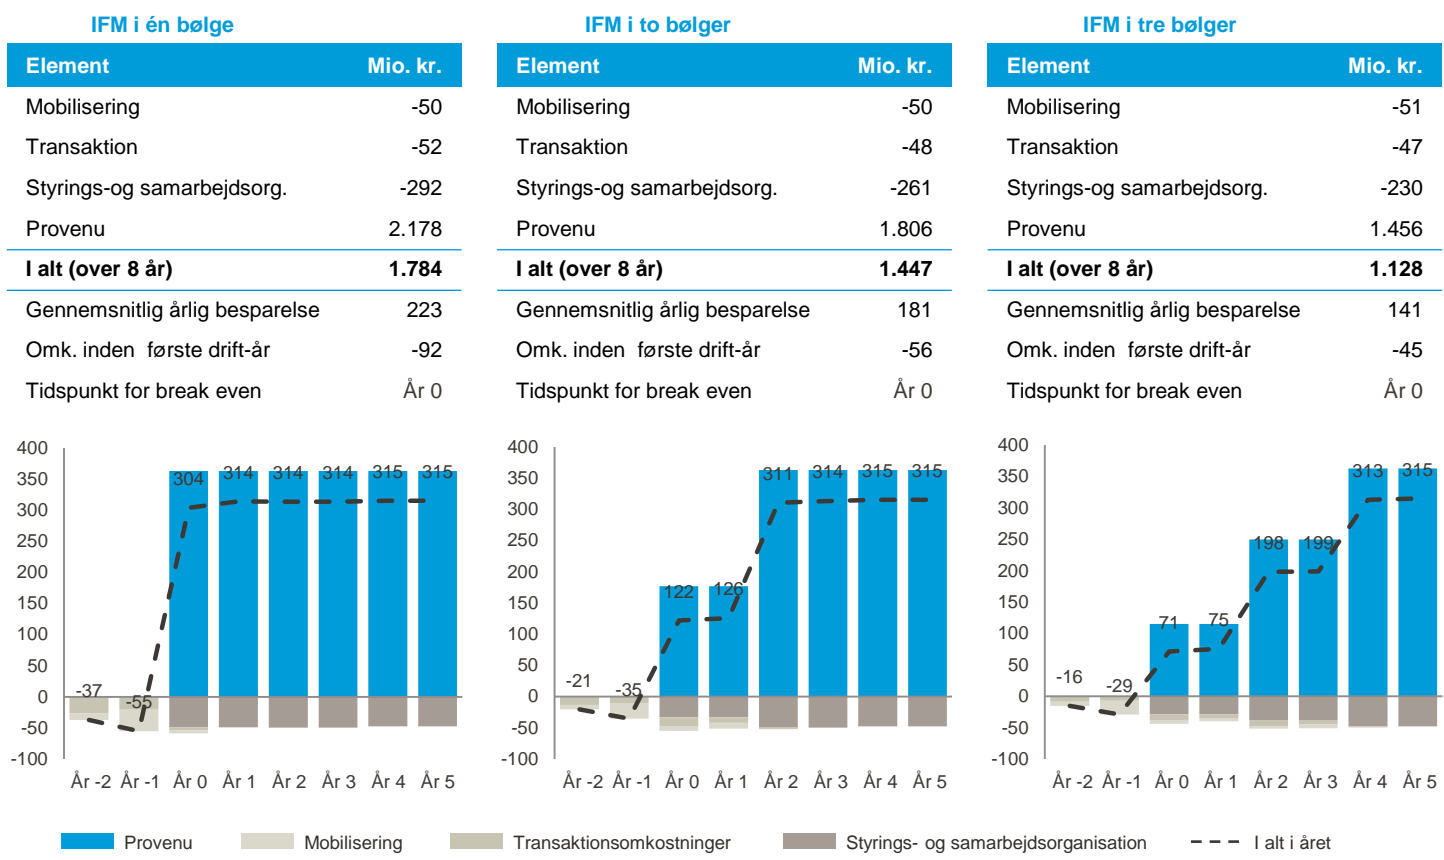 IFM i én bølge
Element Mio. kr.
Mobilisering -50
Transaktion -52
Styrings-og samarbejdsorg. -292
Provenu 2.178
I alt (over 8 år) 1.784
Gennemsnitlig årlig besparelse 223
Omk. inden første drift-år -92
Tidspunkt for break even År 0
IFM i to bølger
Element Mio. kr.
Mobilisering -50
Transaktion -48
Styrings-og samarbejdsorg. -261
Provenu 1.806
I alt (over 8 år) 1.447
Gennemsnitlig årlig besparelse 181
Omk. inden første drift-år -56
Tidspunkt for break even År 0
IFM i tre bølger
Element Mio. kr.
Mobilisering -51
Transaktion -47
Styrings-og samarbejdsorg. -230
Provenu 1.456
I alt (over 8 år) 1.128
Gennemsnitlig årlig besparelse 141
Omk. inden første drift-år -45
Tidspunkt for break even År 0
400
350
300
250
200
150
100
50
0
-50
-100
-37 -55 304 314 314 314 315 315
År -2 År -1 År 0 År 1 År 2 År 3 År 4 År 5
400
350
300
250
200
150
100
50
0
-50
-100
-21 -35 122 126 311 314 315 315
År -2 År -1 År 0 År 1 År 2 År 3 År 4 År 5
400
350
300
250
200
150
100
50
0
-50
-100
-16 -29 71 75 198 199 313 315
År -2 År -1 År 0 År 1 År 2 År 3 År 4 År 5
Provenu Mobilisering Transaktionsomkostninger Styrings- og samarbejdsorganisation I alt i året